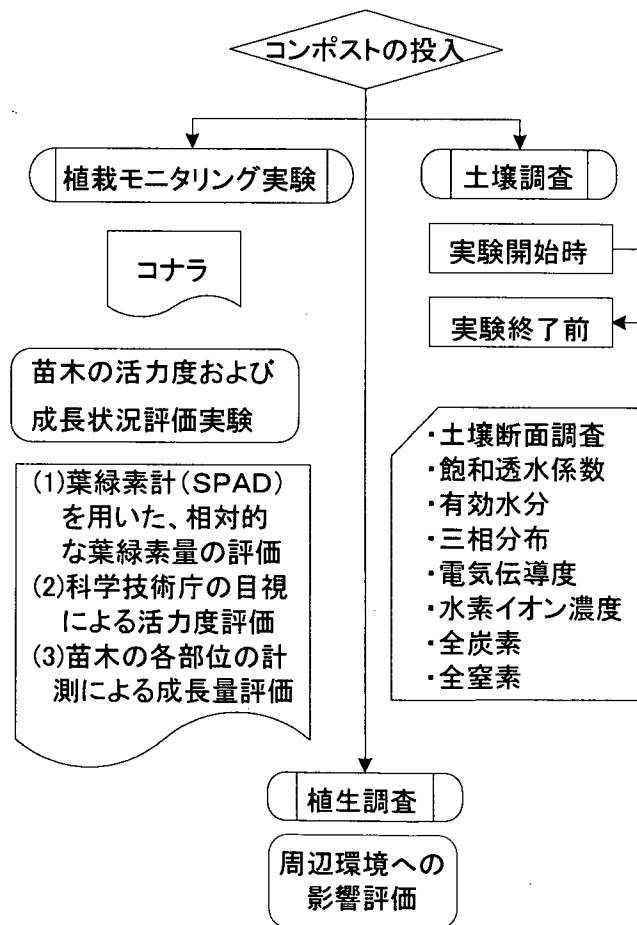 コンポストの投入
植栽モニタリング実験
コナラ
苗木の活力度および
成長状況評価実験
(1)葉緑素計(SPAD)
を用いた、相対的
な葉緑素量の評価
(2)科学技術庁の目視
による活力度評価
(3)苗木の各部位の計
測による成長量評価
土壌調査
実験開始時
実験終了前
・土壌断面調査
・飽和透水係数
・有効水分
・三相分布
・電気伝導度
・水素イオン濃度
・全炭素
・全窒素
植生調査
周辺環境への
影響評価